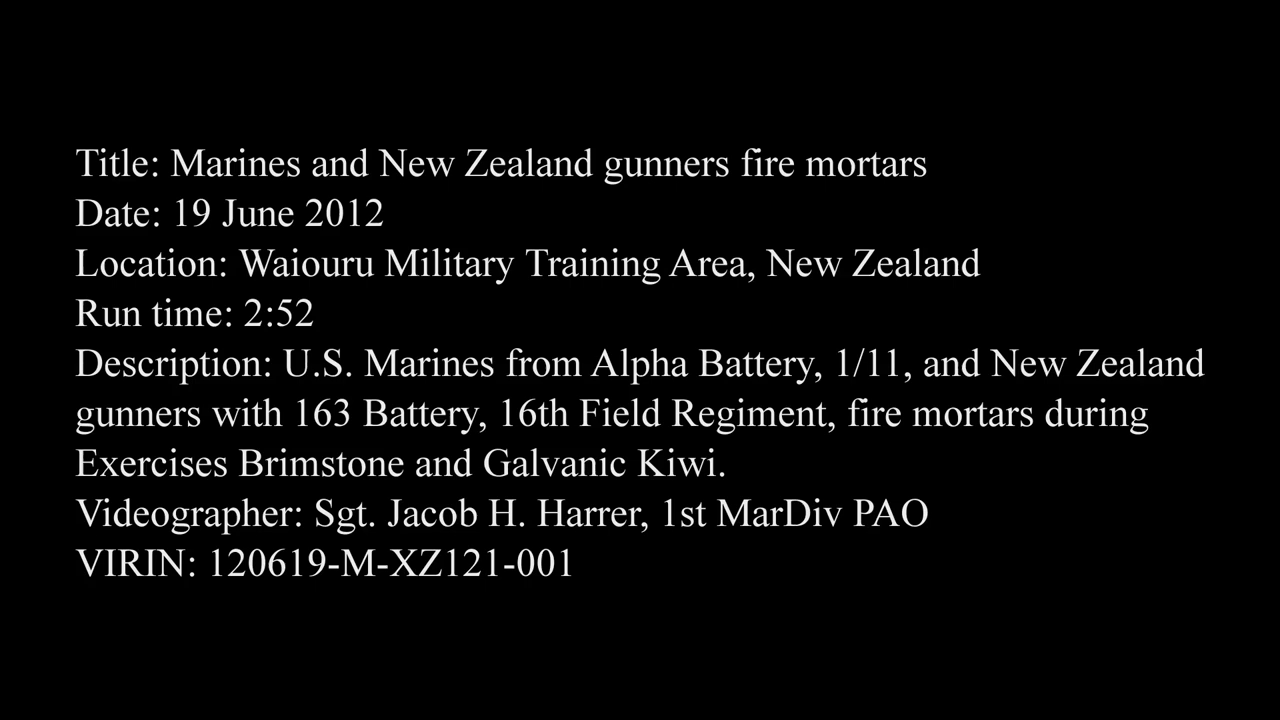 Title: Marines and New Zealand gunners fire mortars
Date: 19 June 2012
Location: Waiouru Military Training Area, New Zealand
Run time: 2:52
Description: U.S. Marines from Alpha Battery, 1/11, and New Zealand
gunners with 163 Battery, 16th Field Regiment, fire mortars during
Exercises Brimstone and Galvanic Kiwi.
Videographer: Sgt. Jacob H. Harrer, 1st MarDiv PAO
VIRIN: 120619-M-XZ121-001